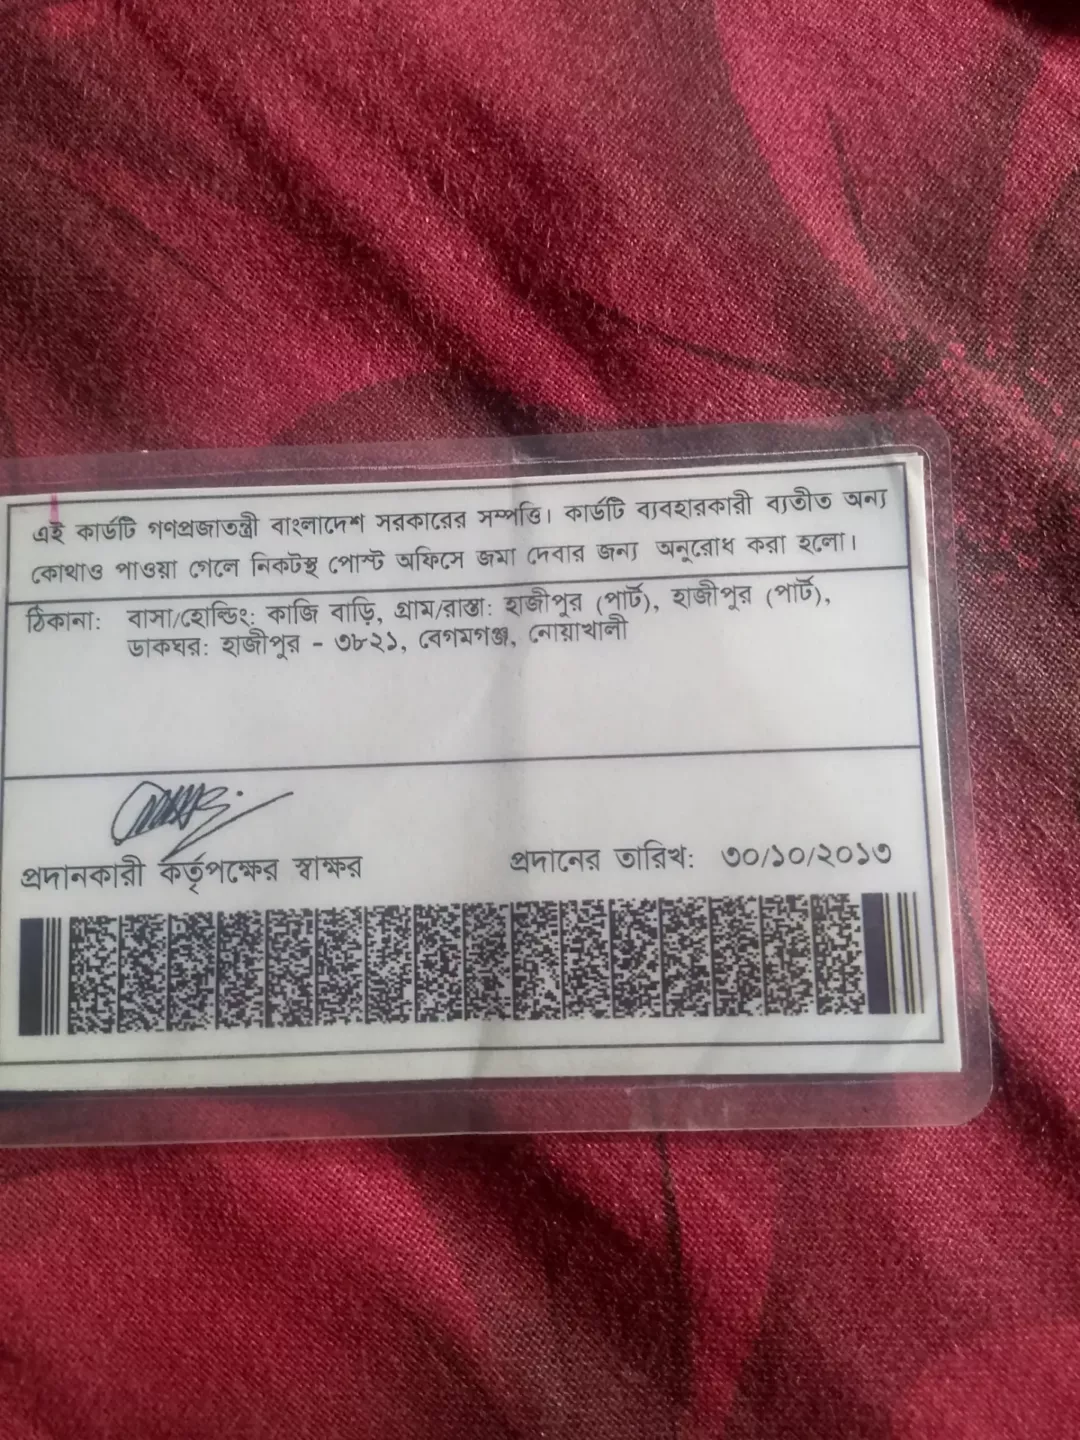 এই কার্ডটি গণপ্রজাতন্ত্রী বাংলাদেশ সরকারের সম্পত্তি। কার্ডটি ব্যবহারকারী ব্যতীত অন্য
কোথাও পাওয়া গেলে নিকটস্থ পোস্ট অফিসে জমা দেবার জন্য অনুরোধ করা হলো।
ঠিকানা: বাসা/হোল্ডিং: কাজি বাড়ি, গ্রাম/রাস্তা: হাজীপুর (পার্ট), হাজীপুর (পার্ট),
ডাকঘর: হাজীপুর - ৩৮২১, বেগমগঞ্জ, নোয়াখালী
প্রদানকারী কর্তৃপক্ষের স্বাক্ষর প্রদানের তারিখ: ৩০/১০/২০১৩